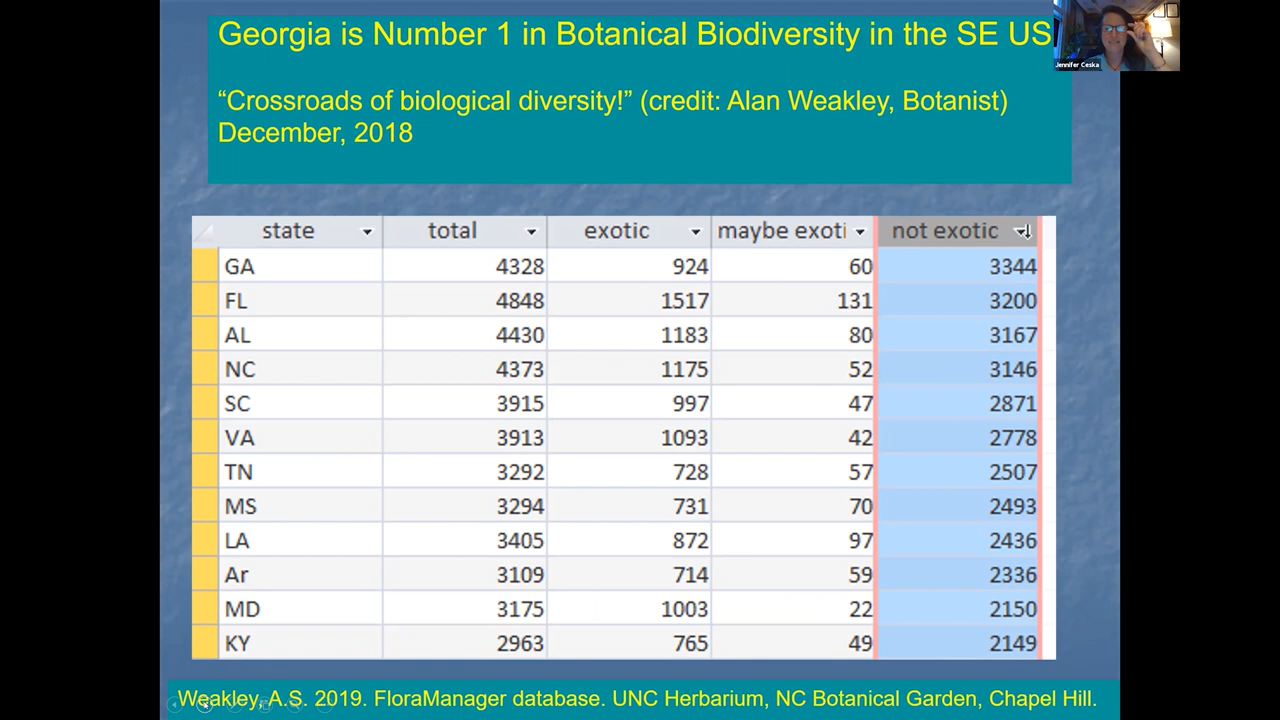 Georgia is Number 1 in Botanical Biodiversity in the SE US
Jennifer Ceska
“Crossroads of biological diversity!” (credit: Alan Weakley, Botanist)
December, 2018
state total exotic maybe exoti not exotic
GA 4328 924 60 3344
FL 4848 1517 131 3200
AL 4430 1183 80 3167
NC 4373 1175 52 3146
SC 3915 997 47 2871
VA 3913 1093 42 2778
TN 3292 728 57 2507
MS 3294 731 70 2493
LA 3405 872 97 2436
Ar 3109 714 59 2336
MD 3175 1003 22 2150
KY 2963 765 49 2149
Weakley, A.S. 2019. FloraManager database. UNC Herbarium, NC Botanical Garden, Chapel Hill.